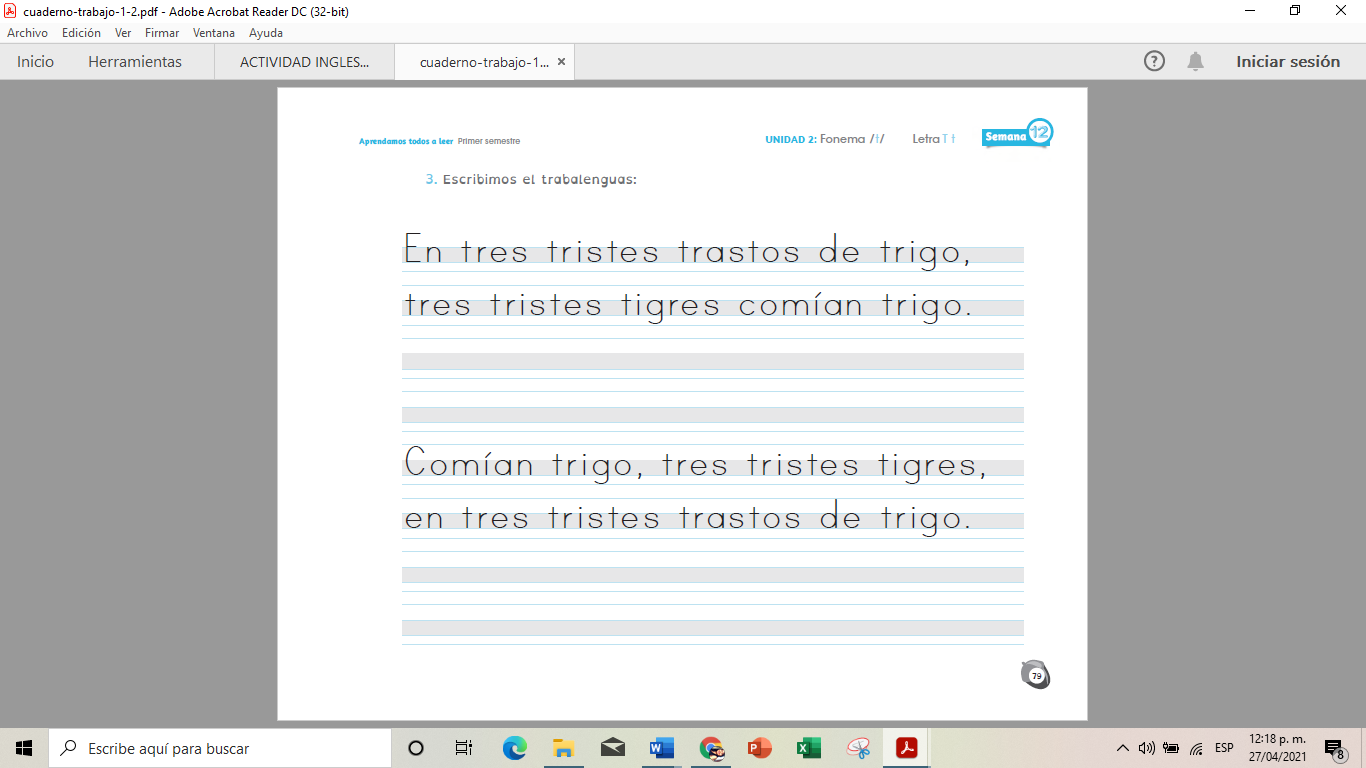 cuaderno-trabajo-1-2.pdf - Adobe Acrobat Reader DC (32-bit)
Archivo Edición Ver Firmar Ventana Ayuda
Inicio Herramientas ACTIVIDAD INGLES... cuaderno-trabajo-1... × ? Iniciar sesión
Aprendamos todos a leer Primer semestre UNIDAD 2: Fonema /t/ Letra T t Semana 12
3. Escribimos el trabalenguas:
En tres tristes trastos de trigo,
tres tristes tigres comían trigo.
Comían trigo, tres tristes tigres,
en tres tristes trastos de trigo.
79
Escribe aquí para buscar ESP 12:18 p. m.
27/04/2021 8